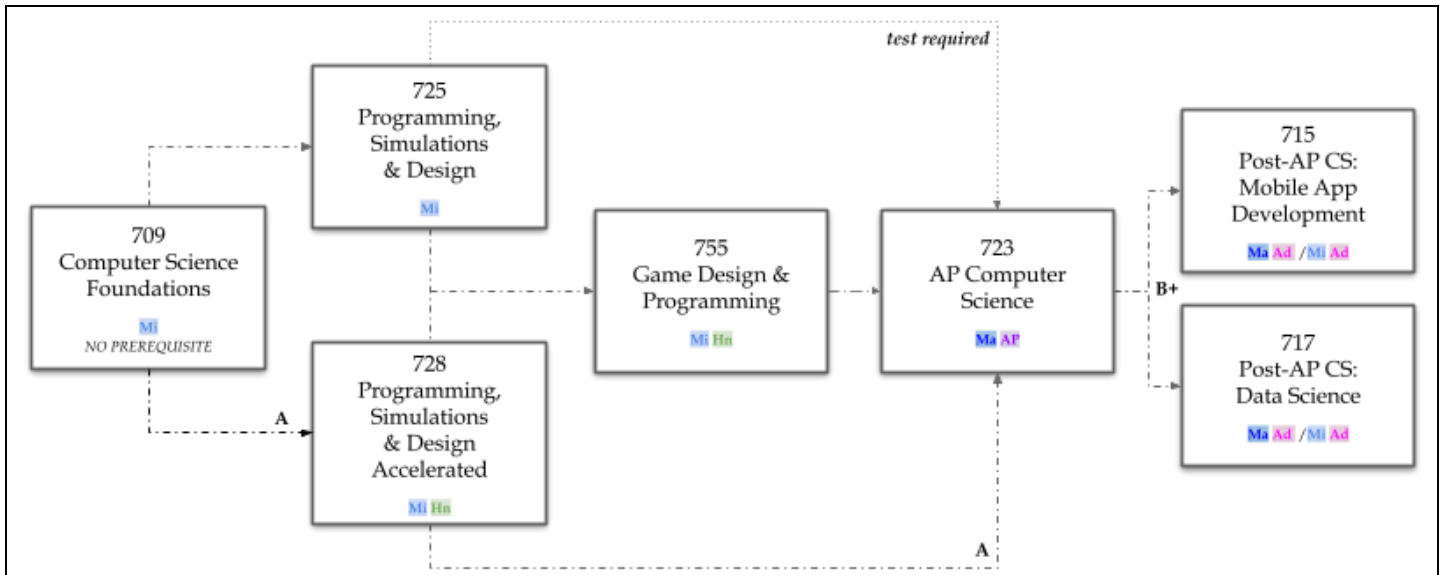 test required
725
Programming,
Simulations
& Design
Mi
709
Computer Science
Foundations
Mi
NO PREREQUISITE
A
728
Programming,
Simulations
& Design
Accelerated
Mi Hn
A
755
Game Design &
Programming
Mi Hn
723
AP Computer
Science
Ma AP
B+
715
Post-AP CS:
Mobile App
Development
Ma Ad /Mi Ad
717
Post-AP CS:
Data Science
Ma Ad /Mi Ad